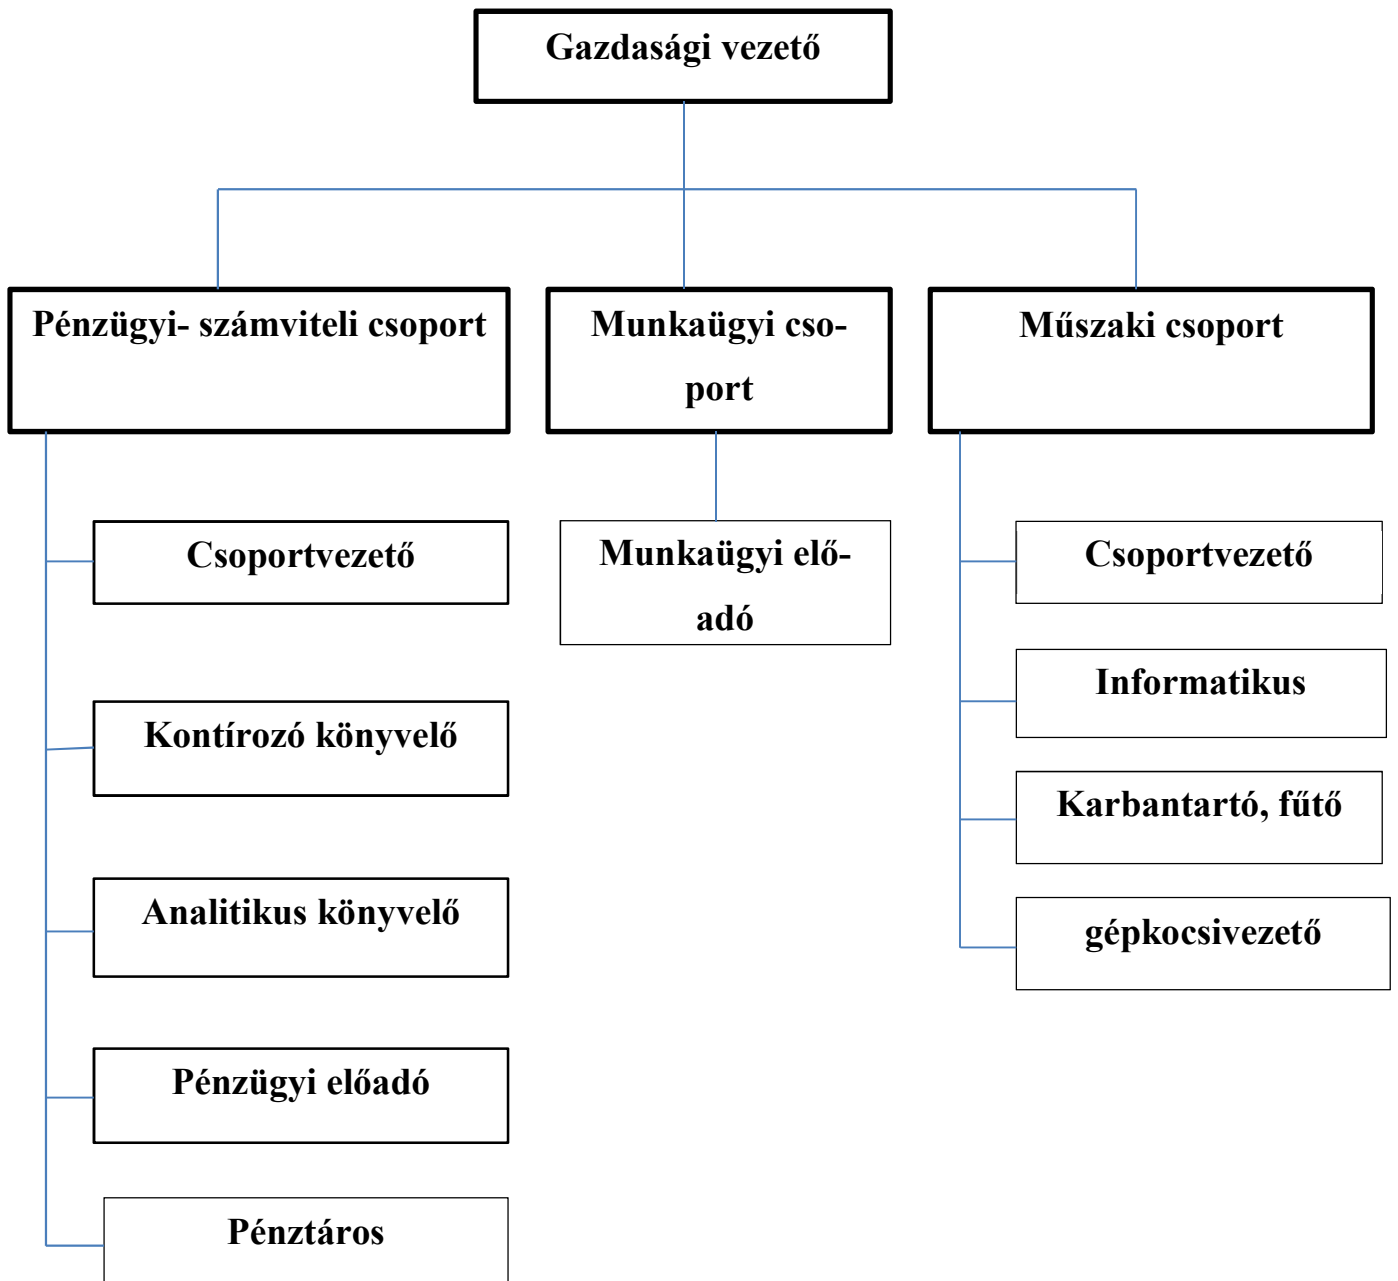 Gazdasági vezető
Pénzügyi- számviteli csoport
Munkaügyi cso-
port
Műszaki csoport
Csoportvezető
Kontírozó könyvelő
Analitikus könyvelő
Pénzügyi előadó
Pénztáros
Munkaügyi elő-
adó
Csoportvezető
Informatikus
Karbantartó, fűtő
gépkocsivezető